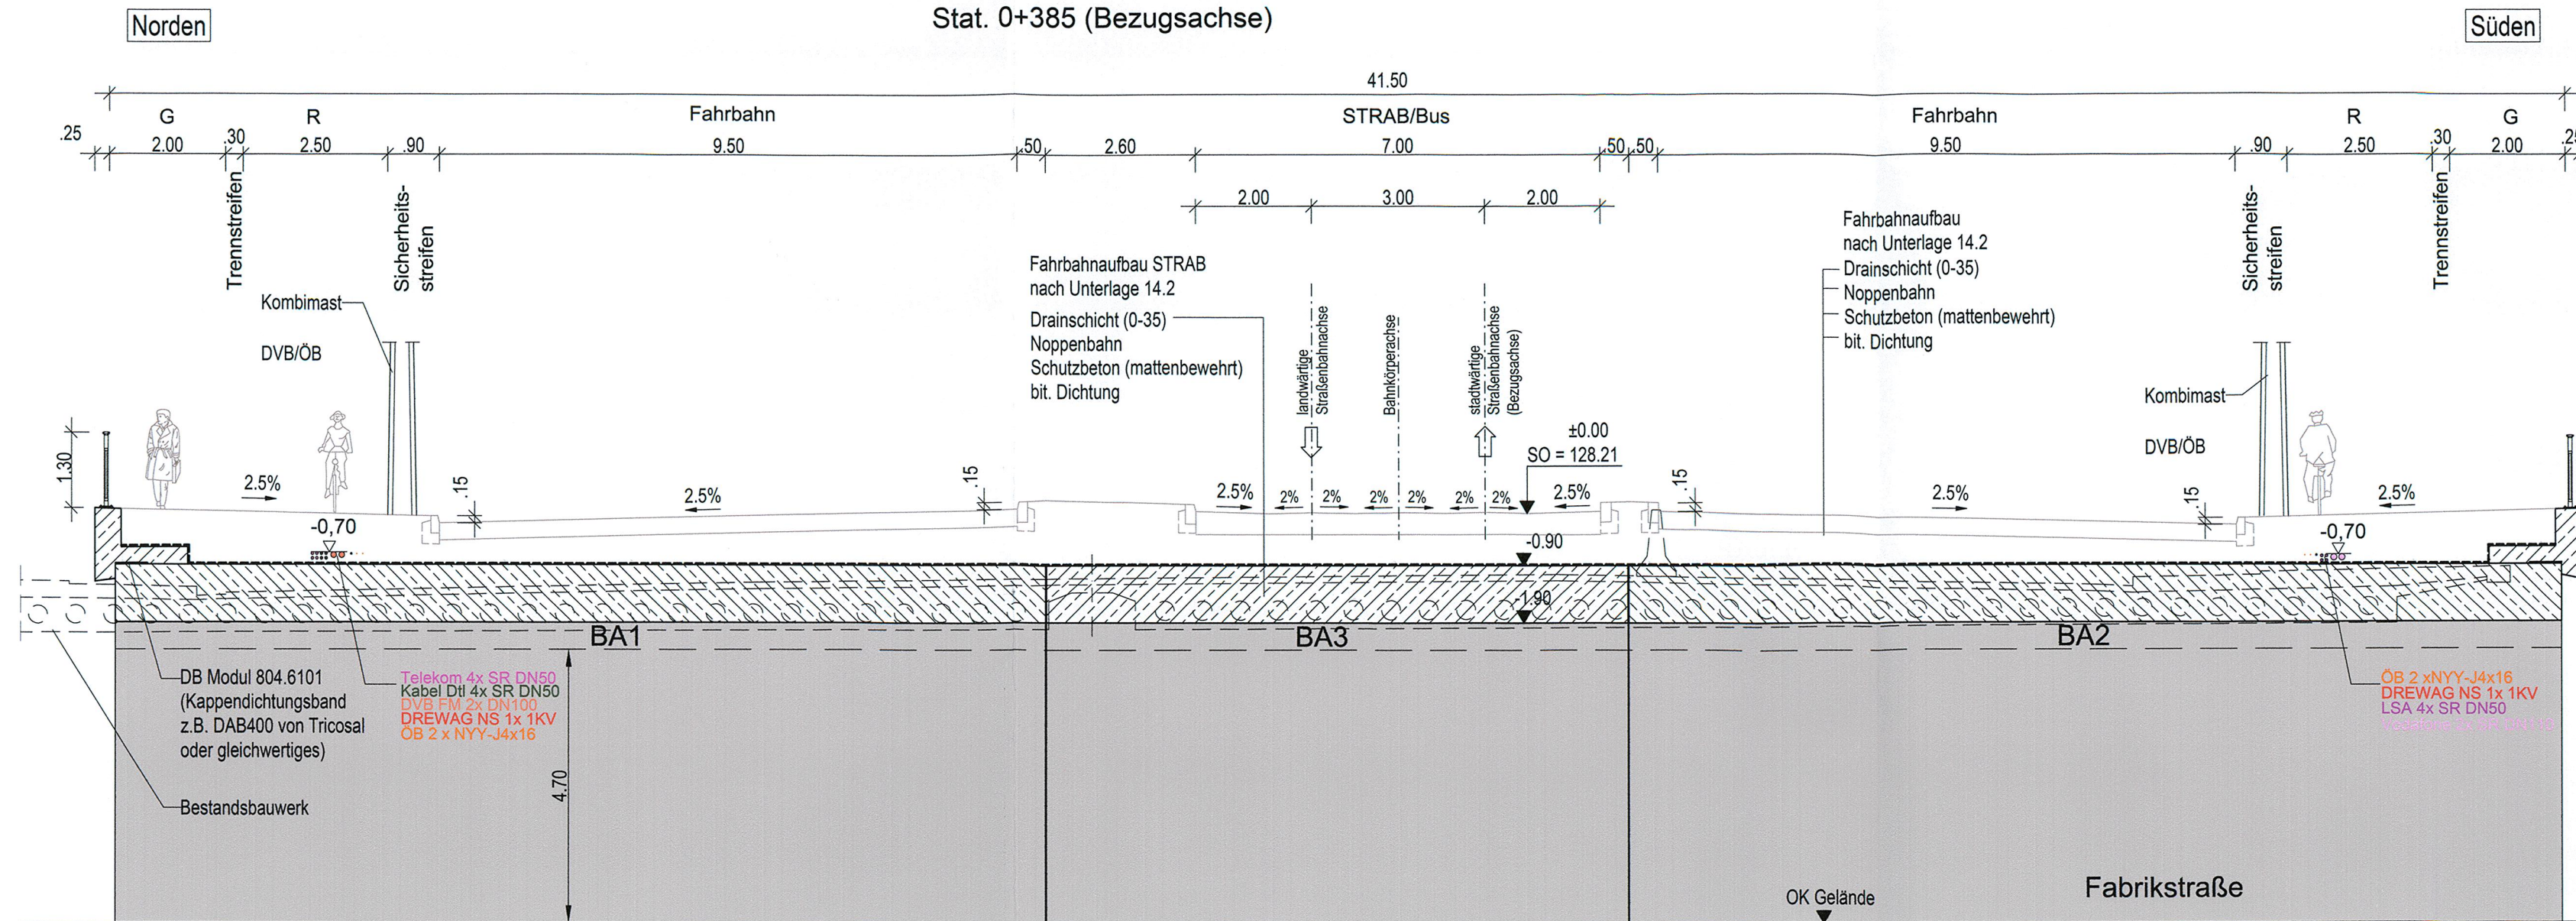 Norden
Stat. 0+385 (Bezugsachse)
Süden
41.50
G
R
Fahrbahn
STRAB/Bus
Fahrbahn
R
G
.25
2.00
.30
2.50
.90
9.50
.50
2.60
7.00
.50
.50
9.50
.90
2.50
.30
2.00
Trennstreifen
Sicherheits-
streifen
2.00
3.00
2.00
Sicherheits-
streifen
Trennstreifen
Kombimast
DVB/ÖB
Fahrbahnaufbau STRAB
nach Unterlage 14.2
Drainschicht (0-35)
Noppenbahn
Schutzbeton (mattenbewehrt)
bit. Dichtung
landwärtige
Straßenbahnachse
Bahnkörperachse
stadtwärtige
Straßenbahnachse
(Bezugsachse)
Fahrbahnaufbau
nach Unterlage 14.2
Drainschicht (0-35)
Noppenbahn
Schutzbeton (mattenbewehrt)
bit. Dichtung
Kombimast
DVB/ÖB
±0.00
SO = 128.21
1.30
2.5%
.15
2.5%
.15
2.5%
2%
2%
2%
2%
2%
2%
2.5%
.15
2.5%
.15
2.5%
-0,70
-0.90
-0,70
-1.90
BA1
BA3
BA2
DB Modul 804.6101
(Kappendichtungsband
z.B. DAB400 von Tricosal
oder gleichwertiges)
Telekom 4x SR DN50
Kabel Dtl 4x SR DN50
DVB FM 2x DN100
DREWAG NS 1x 1KV
ÖB 2 x NYY-J4x16
ÖB 2 xNYY-J4x16
DREWAG NS 1x 1KV
LSA 4x SR DN50
4.70
Bestandsbauwerk
Fabrikstraße
OK Gelände